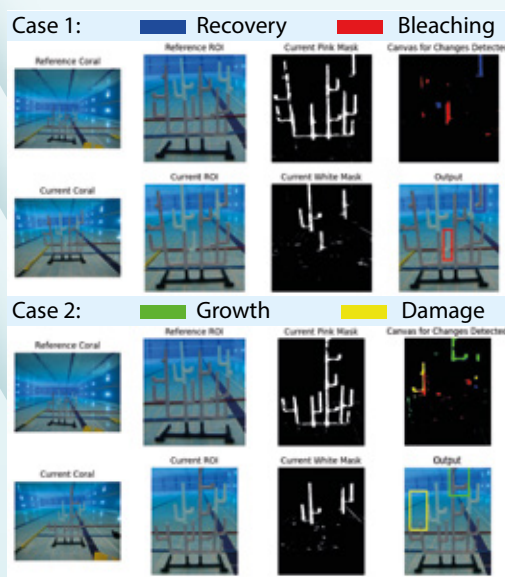 Case 1: Recovery Bleaching
Reference Coral Reference ROI Current Pink Mask Canvas for Changes Detected
Current Coral Current ROI Current White Mask Output
Case 2: Growth Damage
Reference Coral Reference ROI Current Pink Mask Canvas for Changes Detected
Current Coral Current ROI Current White Mask Output